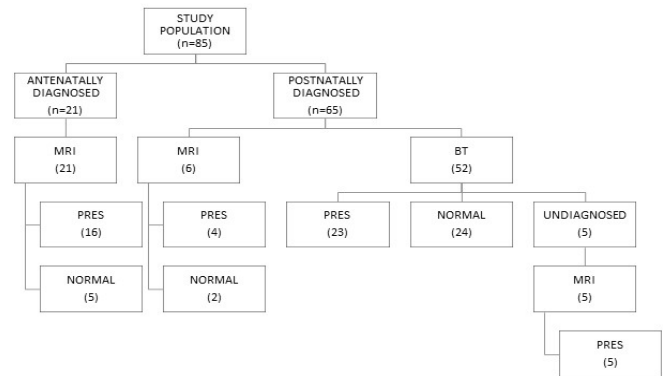 STUDY
POPULATION
(n=85)
ANTENATALLY
DIAGNOSED
(n=21)
POSTNATALLY
DIAGNOSED
(n=65)
MRI
(21)
MRI
(6)
BT
(52)
PRES
(16)
PRES
(4)
PRES
(23)
NORMAL
(24)
UNDIAGNOSED
(5)
NORMAL
(5)
NORMAL
(2)
MRI
(5)
PRES
(5)